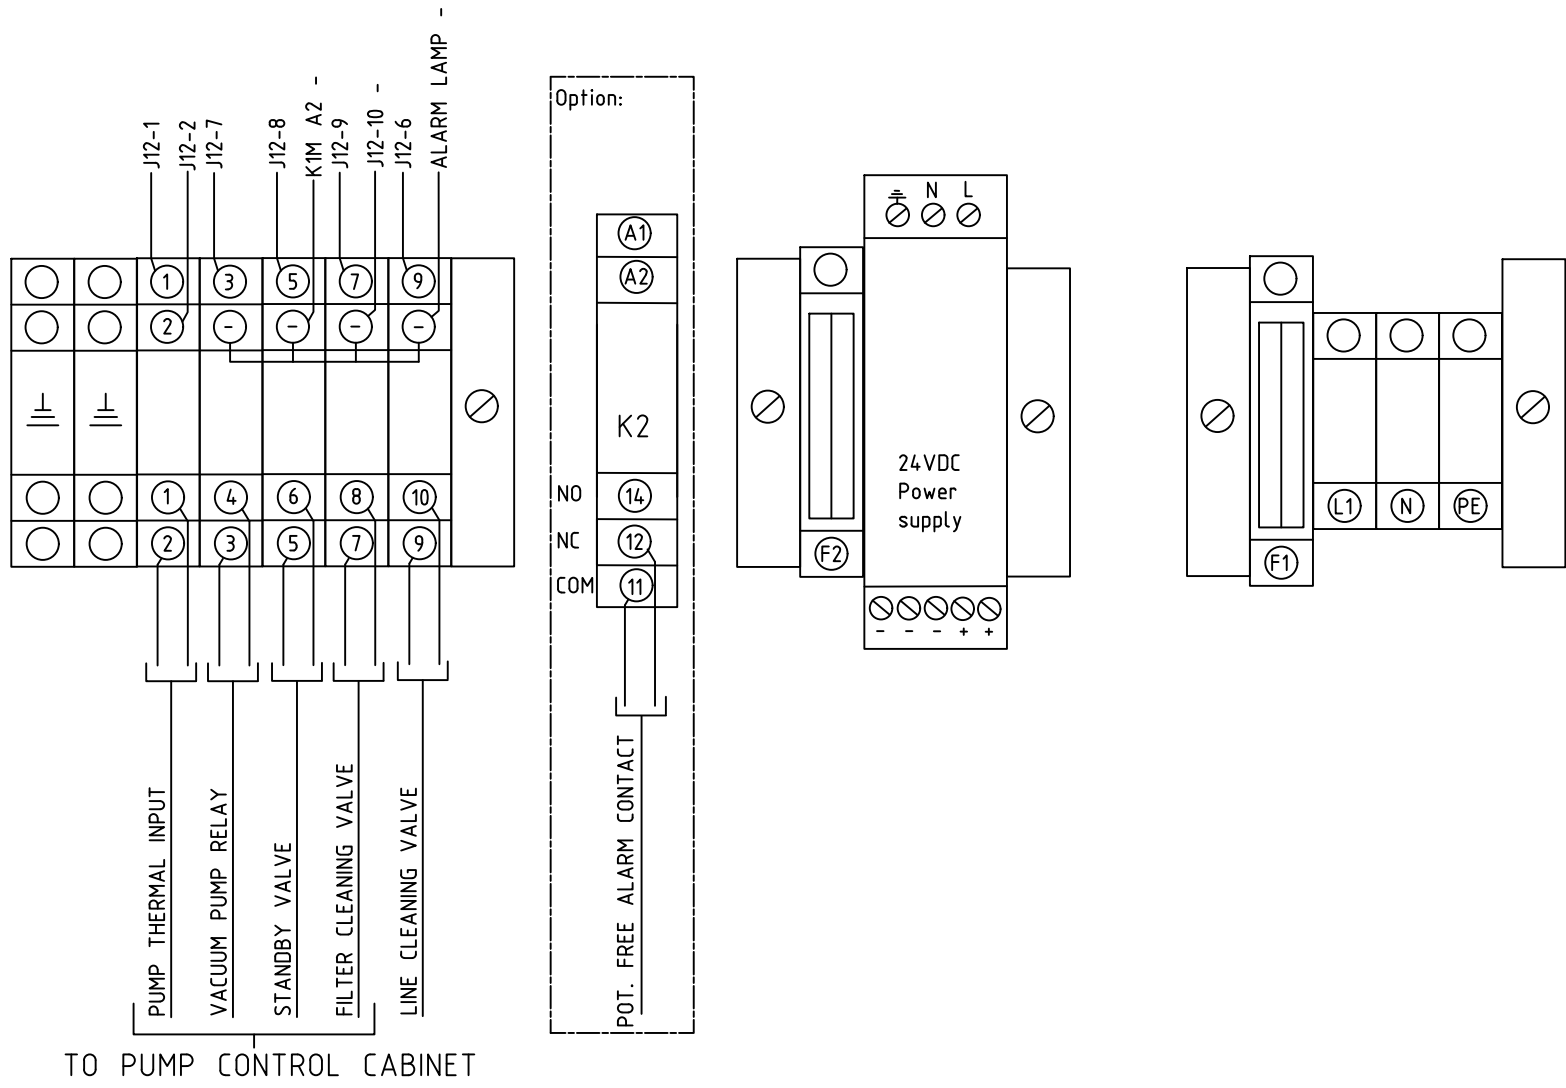 J12-1
J12-2
J12-7
J12-8
K1M A2 -
J12-9
J12-10 -
J12-6
ALARM LAMP -
1
3
5
7
9
2
-
-
-
-
1
4
6
8
10
2
3
5
7
9
PUMP THERMAL INPUT
VACUUM PUMP RELAY
STANDBY VALVE
FILTER CLEANING VALVE
LINE CLEANING VALVE
TO PUMP CONTROL CABINET
Option:
A1
A2
K2
NO 14
NC 12
COM 11
POT. FREE ALARM CONTACT
F2
N L
24VDC
Power
supply
- - - + +
F1
L1 N PE